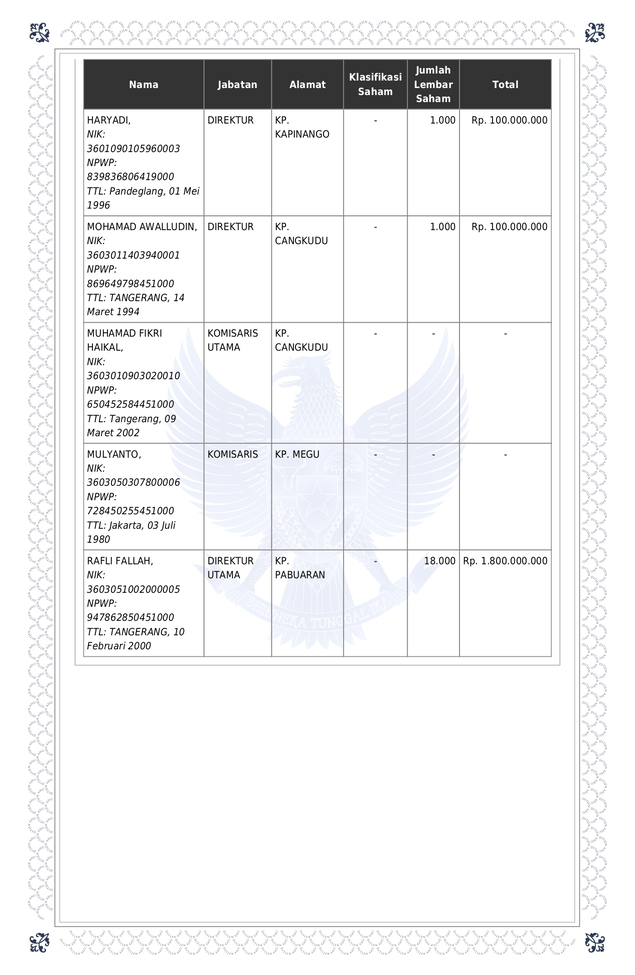 Nama Jabatan Alamat Klasifikasi Saham Jumlah Lembar Saham Total
HARYADI, DIREKTUR KP. - 1.000 Rp. 100.000.000
NIK: KAPINANGO
3601090105960003
NPWP:
839836806419000
TTL: Pandeglang, 01 Mei
1996
MOHAMAD AWALLUDIN, DIREKTUR KP. - 1.000 Rp. 100.000.000
NIK: CANGKUDU
3603011403940001
NPWP:
869649798451000
TTL: TANGERANG, 14
Maret 1994
MUHAMAD FIKRI KOMISARIS KP. - - -
HAIKAL, UTAMA CANGKUDU
NIK:
3603010903020010
NPWP:
650452584451000
TTL: Tangerang, 09
Maret 2002
MULYANTO, KOMISARIS KP. MEGU - - -
NIK:
3603050307800006
NPWP:
728450255451000
TTL: Jakarta, 03 Juli
1980
RAFLI FALLAH, DIREKTUR KP. - 18.000 Rp. 1.800.000.000
NIK: UTAMA PABUARAN
3603051002000005
NPWP:
947862850451000
TTL: TANGERANG, 10
Februari 2000